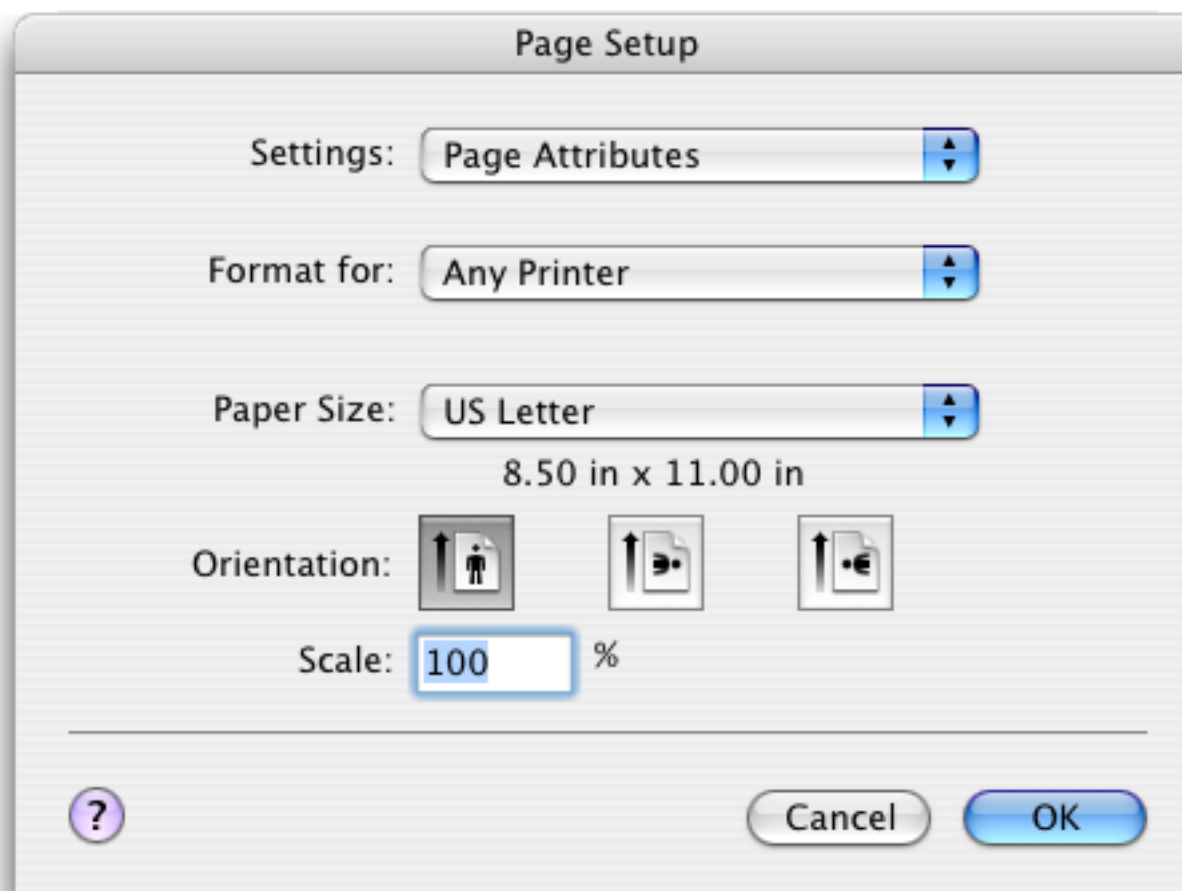 Page Setup
Settings: Page Attributes
Format for: Any Printer
Paper Size: US Letter
8.50 in x 11.00 in
Orientation:
Scale: 100 %
? Cancel OK